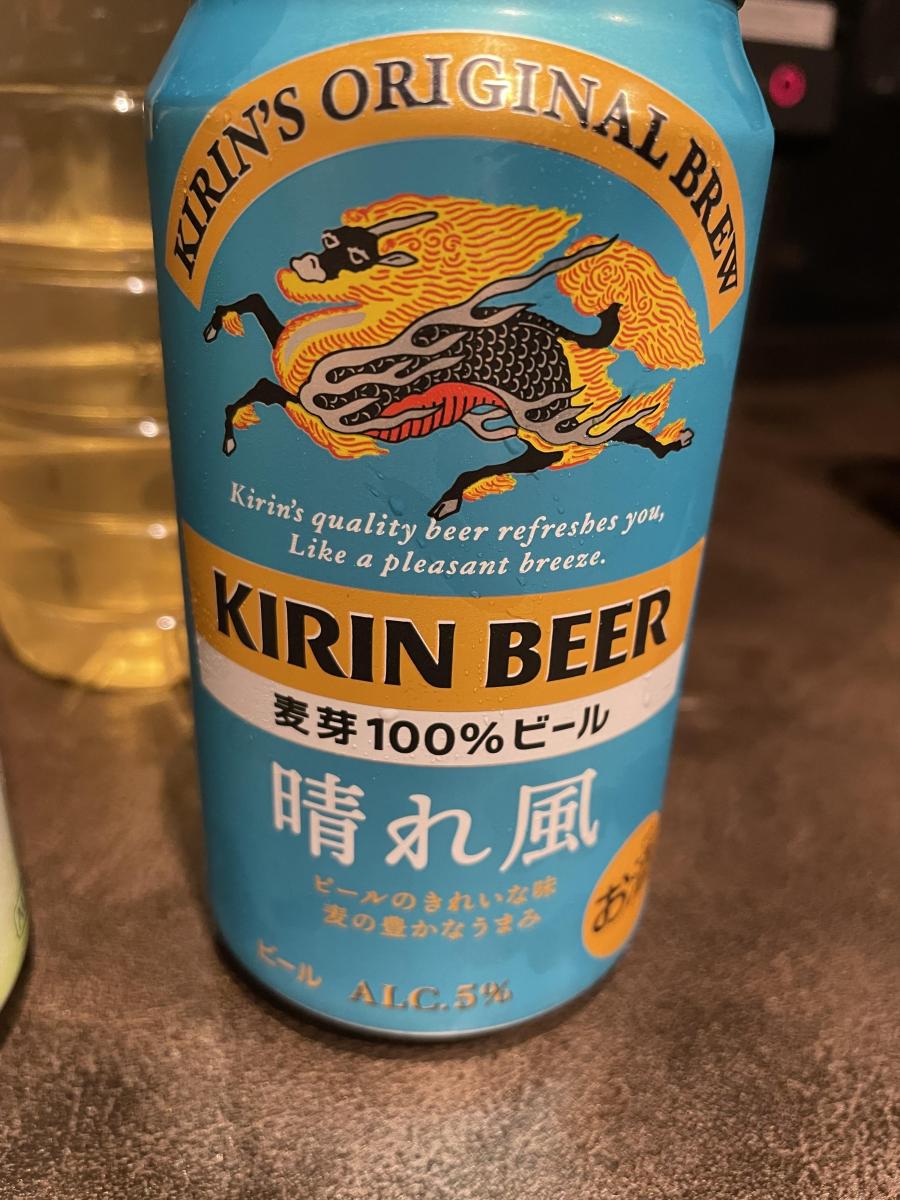 KIRIN'S ORIGINAL BREW
Kirin's quality beer refreshes you,
Like a pleasant breeze.
KIRIN BEER
麦芽100%ビール
晴れ風
ビールのきれいな味
麦の豊かなうまみ
ビール
ALC.5%